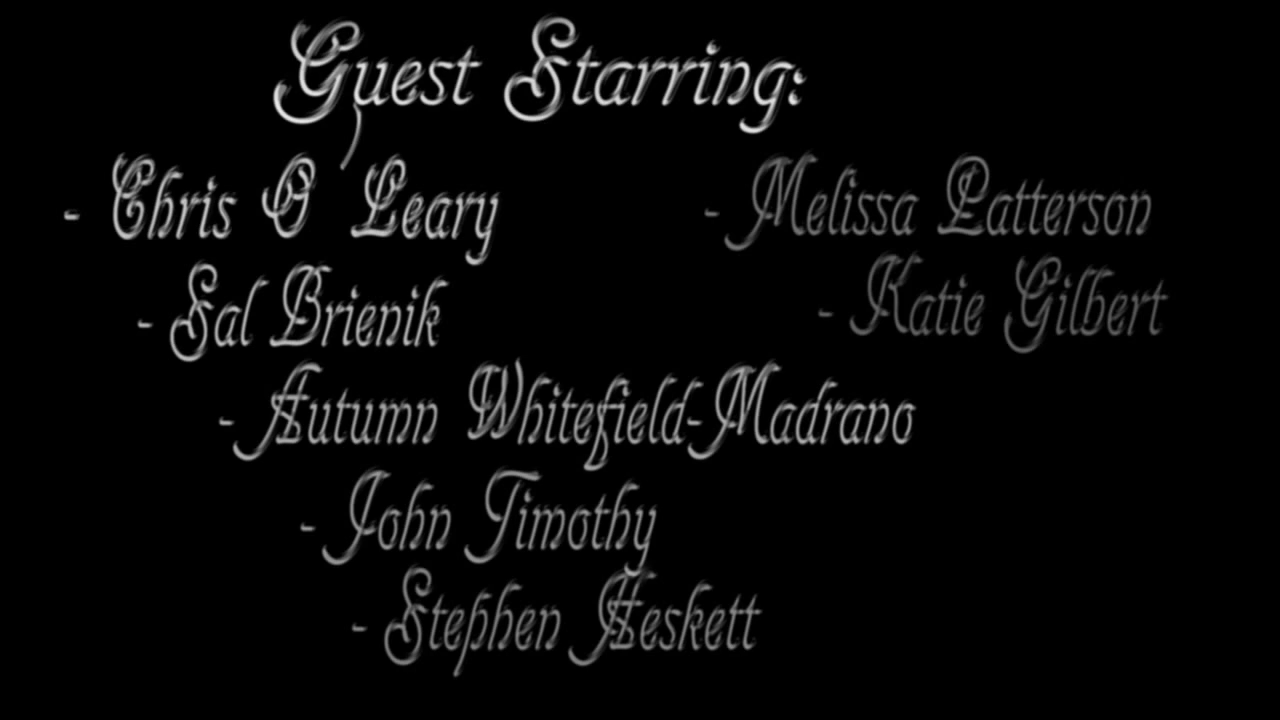 Guest Starring:
- Chris O'Leary
- Sal Brienik
- Autumn Whitefield-Madrano
- John Timothy
- Stephen Heskett
- Melissa Patterson
- Katie Gilbert